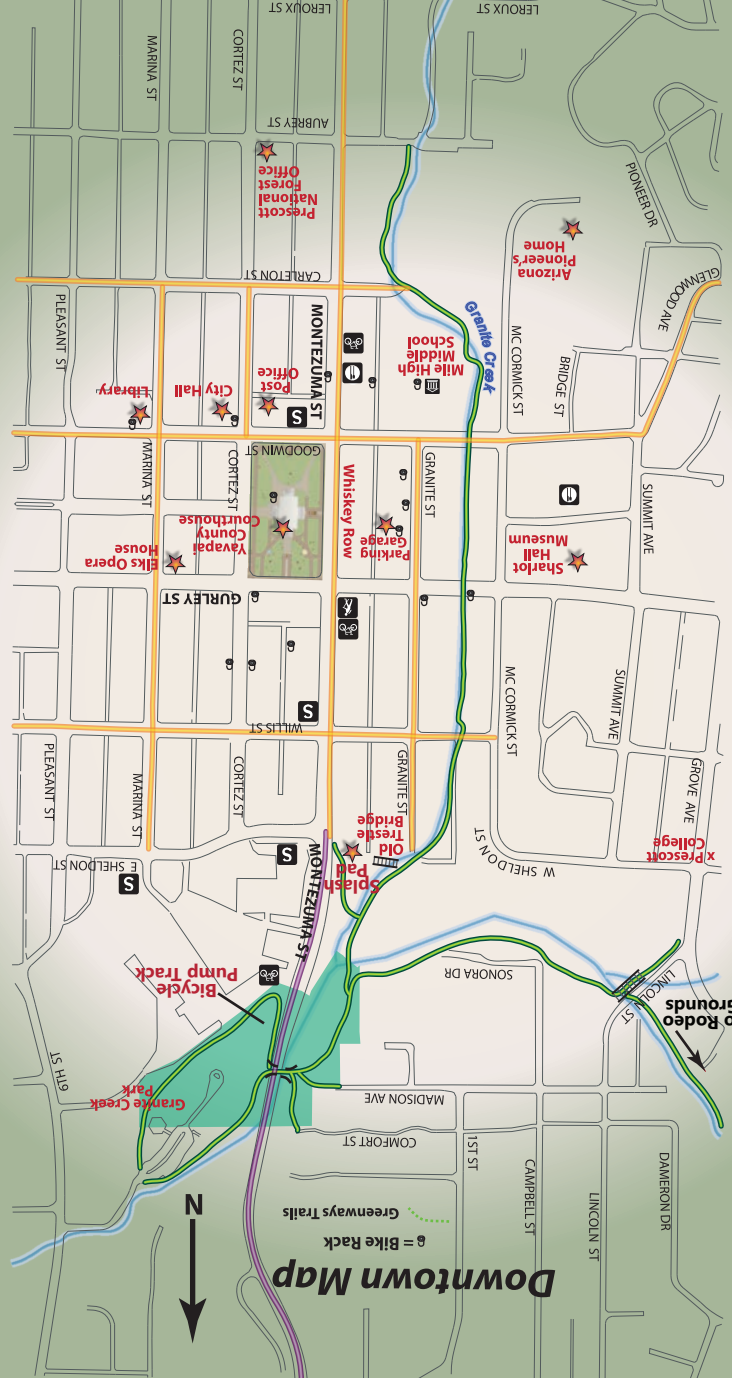 Downtown Map
= Bike Rack
Greenways Trails
N
DAMERON DR
LINCOLN ST
CAMPBELL ST
1ST ST
COMFORT ST
MADISON AVE
6TH ST
Granite Creek
Park
Bicycle
Pump Track
o Rodeo
Grounds
LINCOLN ST
SONORA DR
MONTEZUMA ST
E SHELDON ST
W SHELDON ST
S
S
Splash
Pad
Old
Trestle
Bridge
x Prescott
College
GROVE AVE
SUMMIT AVE
MC CORMICK ST
GRANITE ST
CORTEZ ST
MARINA ST
PLEASANT ST
WILLIS ST
S
GURLEY ST
Sharlot
Hall
Museum
Parking
Garage
Whiskey Row
Yavapai
County
Courthouse
Elks Opera
House
SUMMIT AVE
GRANITE ST
GOODWIN ST
CORTEZ ST
MARINA ST
S
Post
Office
City Hall
Library
Mile High
Middle
School
MONTEZUMA ST
BRIDGE ST
MC CORMICK ST
PLEASANT ST
Granite Creek
GLENWOOD AVE
CARLETON ST
Arizona
Pioneer's
Home
PIONEER DR
Prescott
National
Forest
Office
AUBREY ST
CORTEZ ST
MARINA ST
LEROUX ST
LEROUX ST